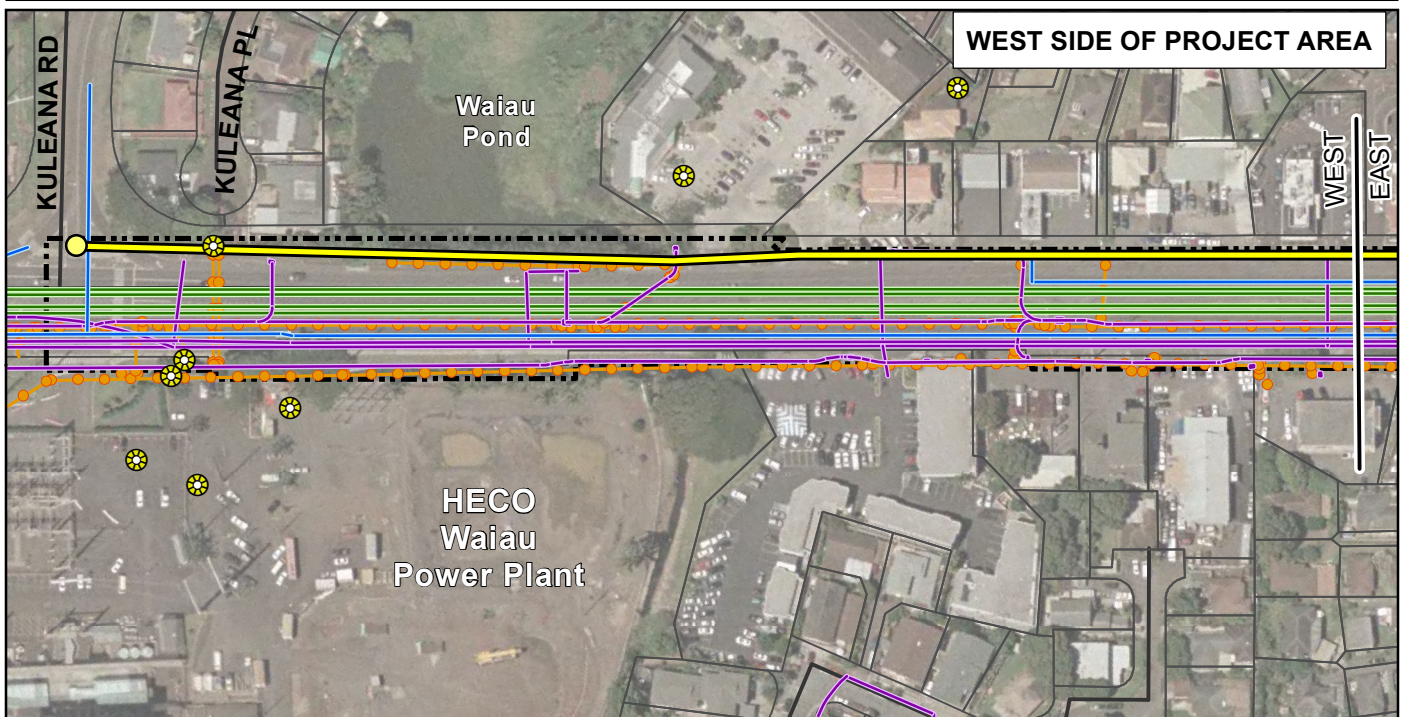 WEST SIDE OF PROJECT AREA
KULEANA RD
KULEANA PL
Waiau
Pond
WEST
EAST
HECO
Waiau
Power Plant